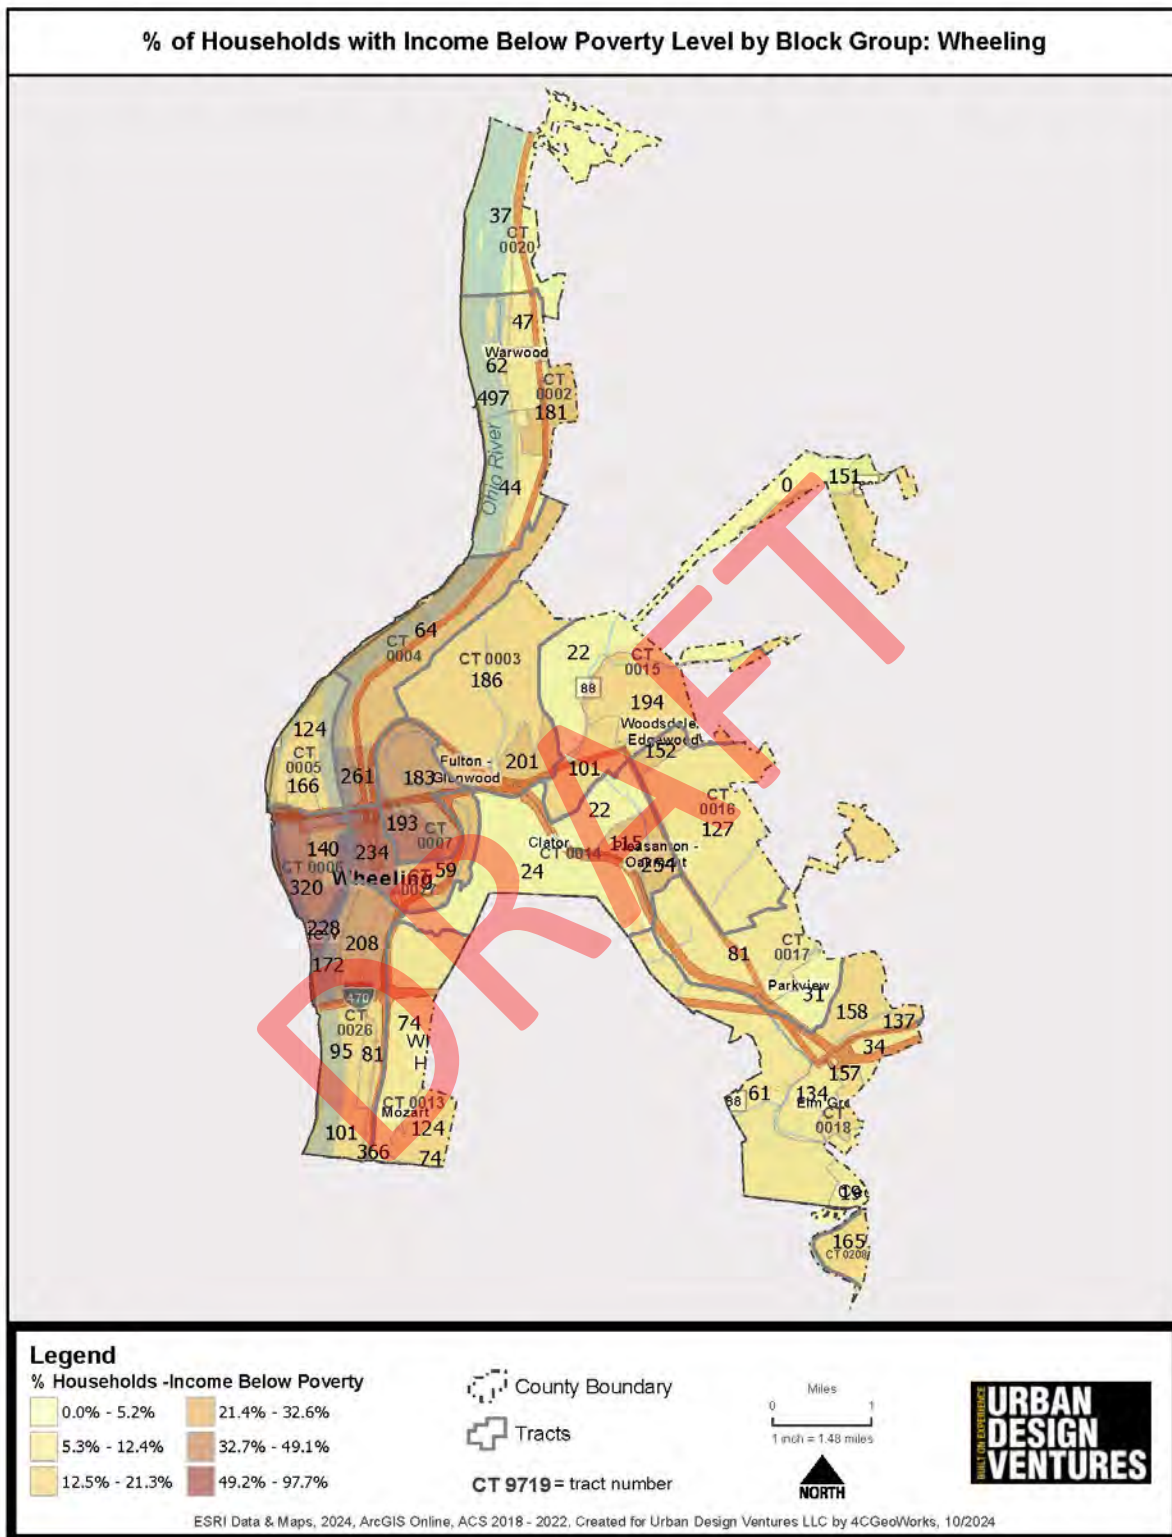 % of Households with Income Below Poverty Level by Block Group: Wheeling
37
CT
0020
47
Warwood
62
CT
0002
497
181
Ohio River
44
0
151
64
CT
0004
CT 0003
186
22
CT
0015
88
194
Woodsdale
Edgewood
152
124
CT
0005
166
261
183
Fulton -
Glenwood
201
101
22
CT
0016
127
193
CT
0007
140
234
CT 0006
320
Wheeling
59
Clator
CT 0014
115
254
24
228
208
172
81
CT
0017
Parkview
31
158
137
34
157
470
CT
0026
95
81
74
W
H
61
134
88
CT
0018
CT 0013
Mozart
124
101
366
74
19
165
CT 0208
DRAFT
Legend
% Households -Income Below Poverty
0.0% - 5.2%
5.3% - 12.4%
12.5% - 21.3%
21.4% - 32.6%
32.7% - 49.1%
49.2% - 97.7%
County Boundary
Tracts
CT 9719 = tract number
Miles
0 1
1 inch = 1.48 miles
NORTH
BUILT ON EXPERIENCE
URBAN
DESIGN
VENTURES
ESRI Data & Maps, 2024, ArcGIS Online, ACS 2018 - 2022. Created for Urban Design Ventures LLC by 4CGeoWorks, 10/2024